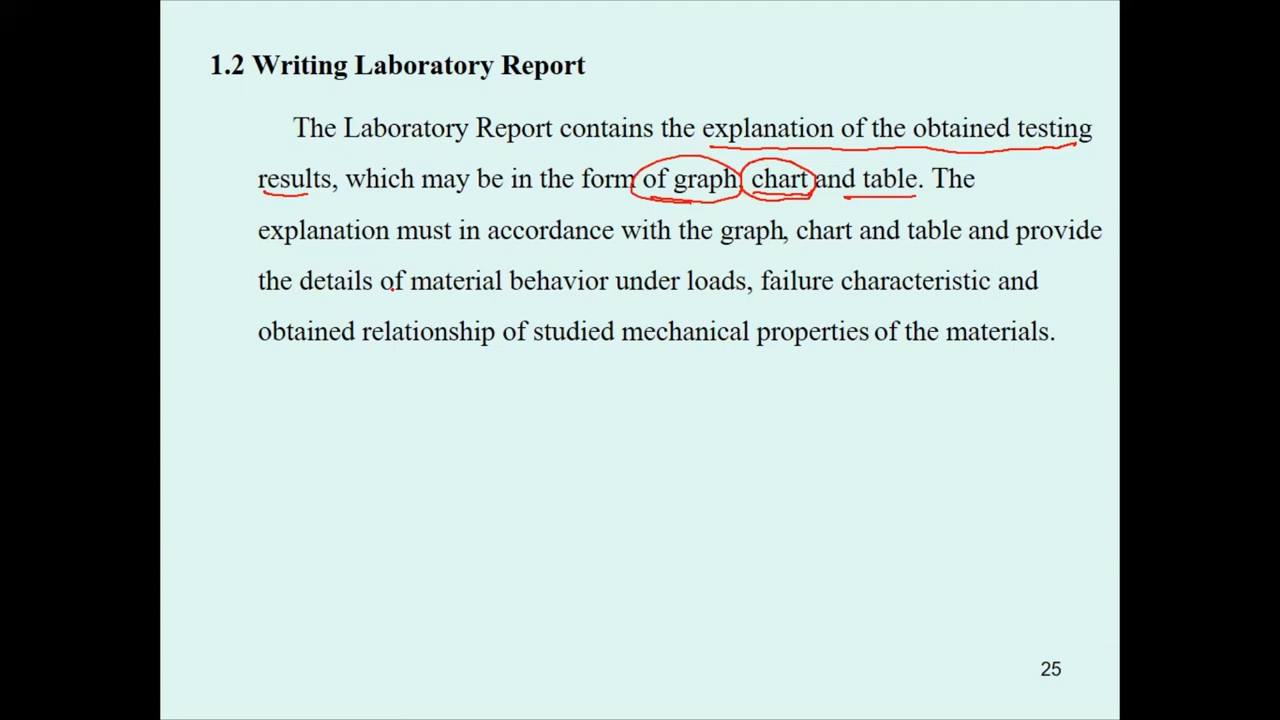 1.2 Writing Laboratory Report
The Laboratory Report contains the explanation of the obtained testing
results, which may be in the form of graph, chart and table. The
explanation must in accordance with the graph, chart and table and provide
the details of material behavior under loads, failure characteristic and
obtained relationship of studied mechanical properties of the materials.
25